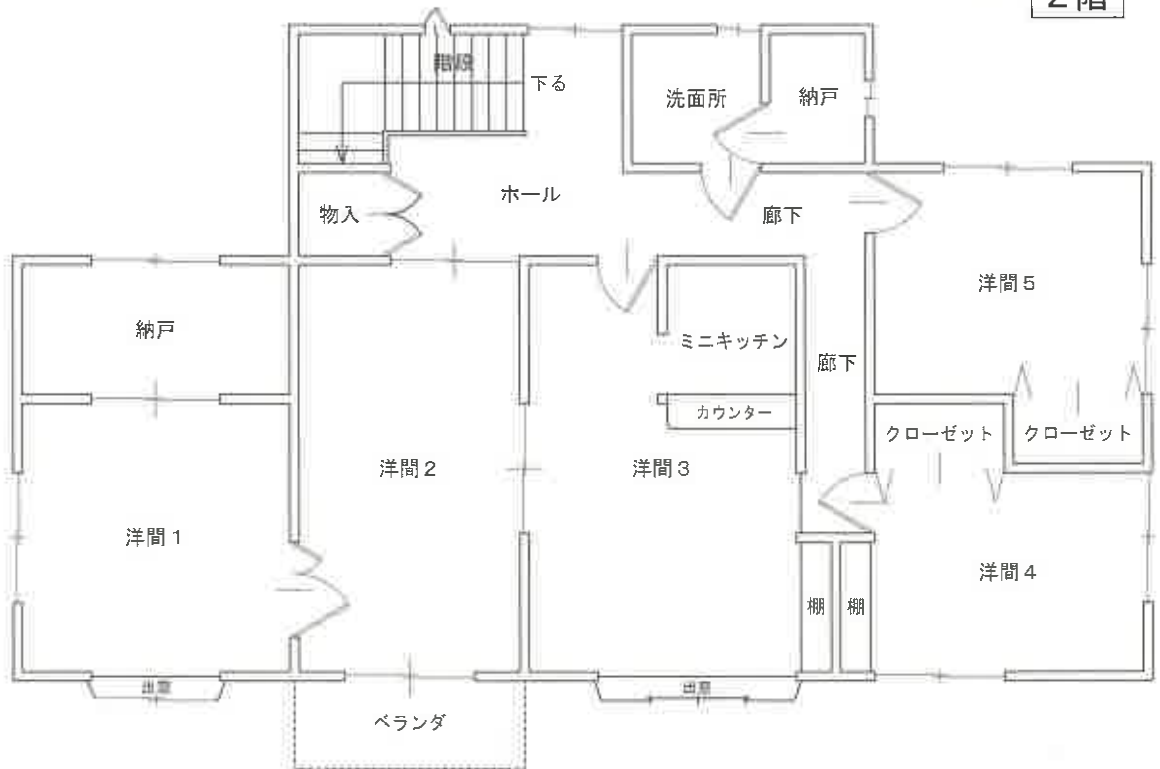 2階
階段
下る
洗面所
納戸
物入
ホール
廊下
納戸
洋間5
ミニキッチン
廊下
カウンター
クローゼット
クローゼット
洋間2
洋間3
洋間1
洋間4
棚
棚
出窓
出窓
ベランダ